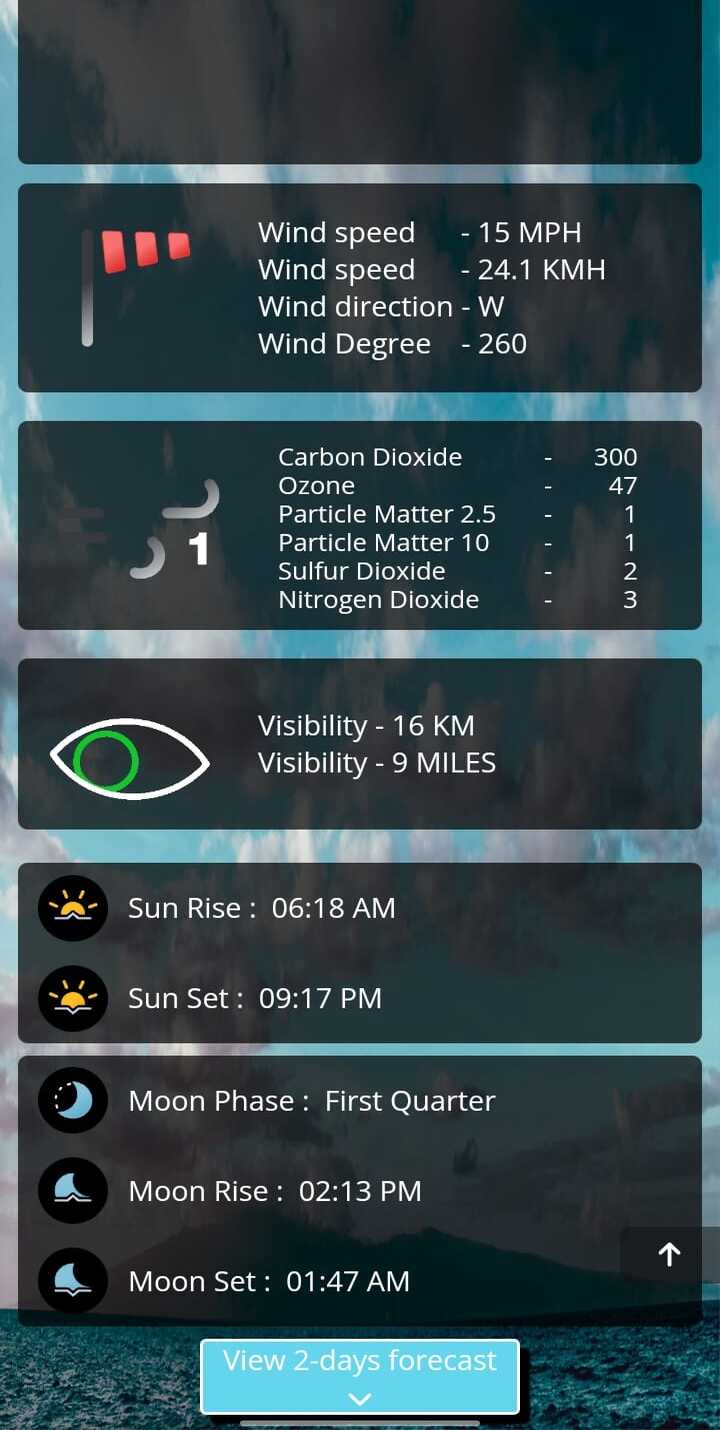 Wind speed - 15 MPH
Wind speed - 24.1 KMH
Wind direction - W
Wind Degree - 260
Carbon Dioxide - 300
Ozone - 47
Particle Matter 2.5 - 1
Particle Matter 10 - 1
Sulfur Dioxide - 2
Nitrogen Dioxide - 3
1
Visibility - 16 KM
Visibility - 9 MILES
Sun Rise : 06:18 AM
Sun Set : 09:17 PM
Moon Phase : First Quarter
Moon Rise : 02:13 PM
Moon Set : 01:47 AM
View 2-days forecast